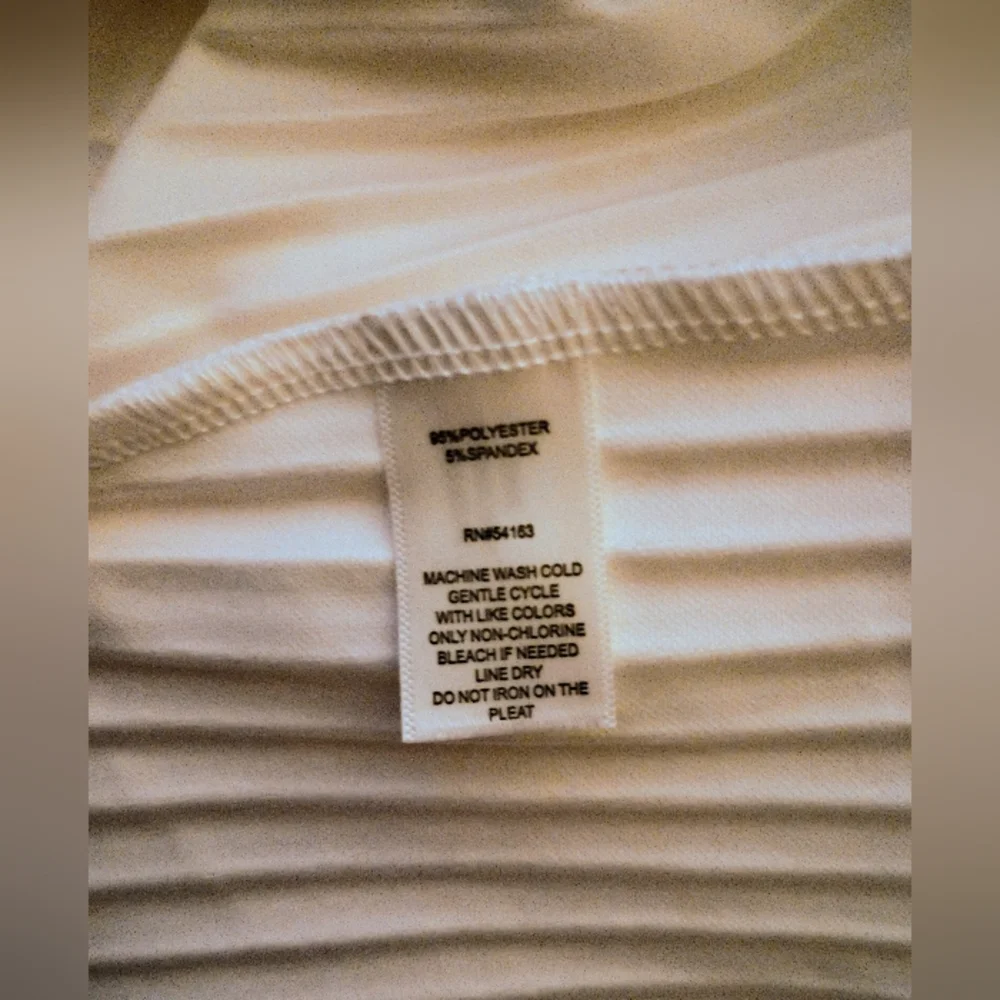 95%POLYESTER
5%SPANDEX
RN#54163
MACHINE WASH COLD
GENTLE CYCLE
WITH LIKE COLORS
ONLY NON-CHLORINE
BLEACH IF NEEDED
LINE DRY
DO NOT IRON ON THE
PLEAT